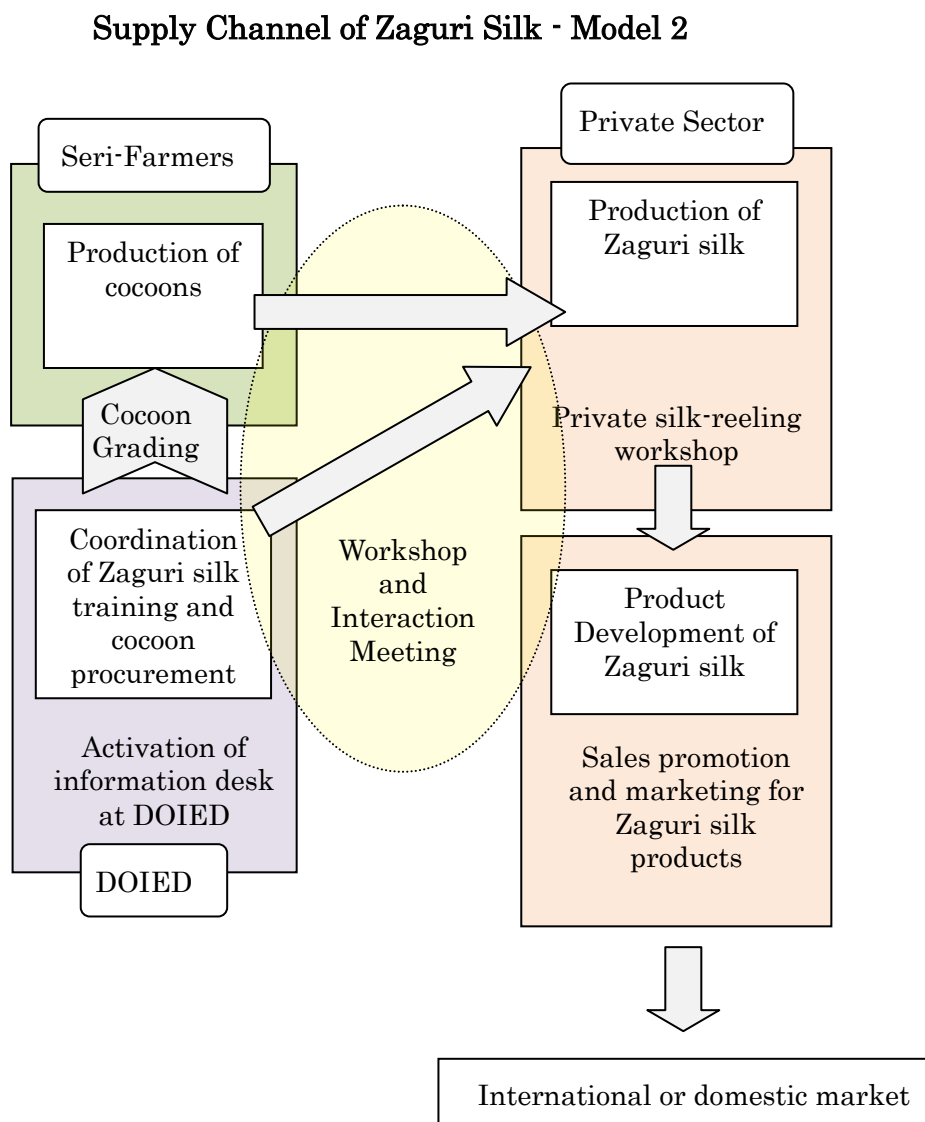 Supply Channel of Zaguri Silk - Model 2
Seri-Farmers
Production of
cocoons
Cocoon
Grading
Coordination
of Zaguri silk
training and
cocoon
procurement
Activation of
information desk
at DOIED
DOIED
Workshop
and
Interaction
Meeting
Private Sector
Production of
Zaguri silk
Private silk-reeling
workshop
Product
Development of
Zaguri silk
Sales promotion
and marketing for
Zaguri silk
products
International or domestic market